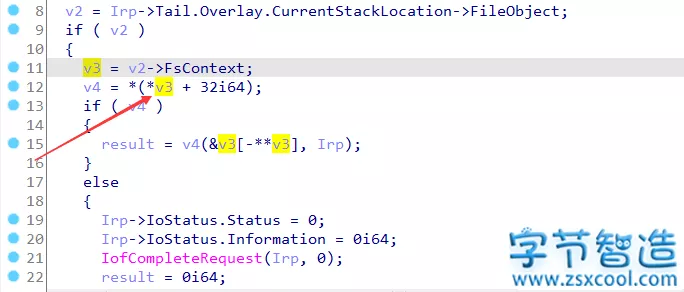 8 v2 = Irp->Tail.Overlay.CurrentStackLocation->FileObject;
9 if ( v2 )
10 {
11 v3 = v2->FsContext;
12 v4 = *(*v3 + 32i64);
13 if ( v4 )
14 {
15 result = v4(&v3[-**v3], Irp);
16 }
17 else
18 {
19 Irp->IoStatus.Status = 0;
20 Irp->IoStatus.Information = 0i64;
21 IofCompleteRequest(Irp, 0);
22 result = 0i64;
字节智造
www.zsxcool.com